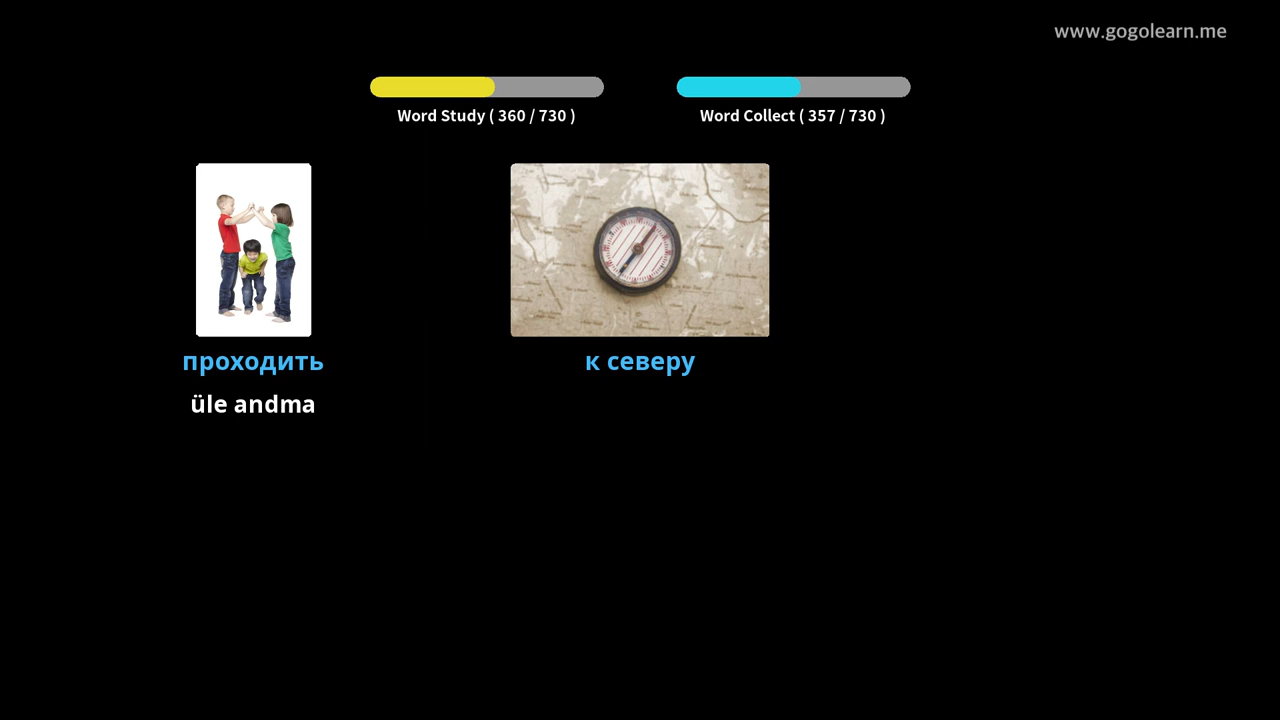 www.gogolearn.me
Word Study ( 360 / 730 )
Word Collect ( 357 / 730 )
проходить
üle andma
к северу